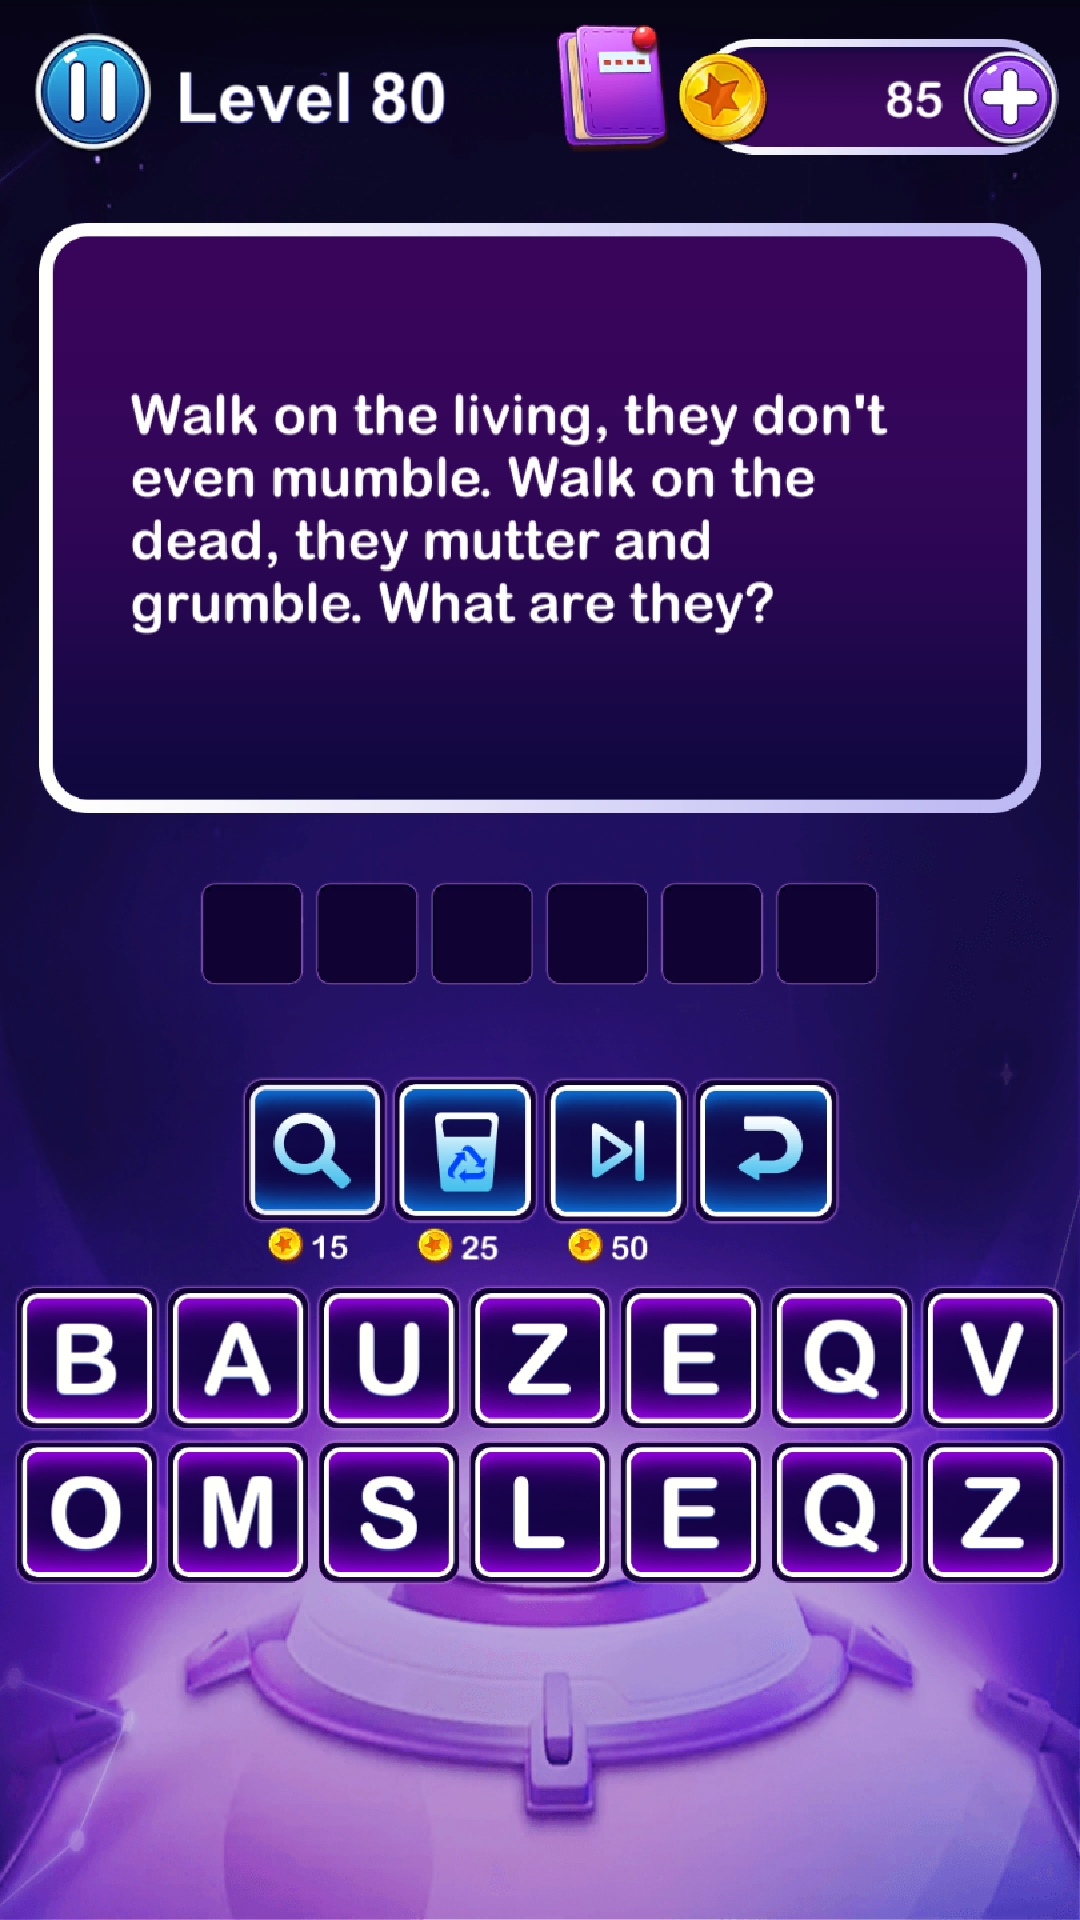 Level 80
85
Walk on the living, they don't
even mumble. Walk on the
dead, they mutter and
grumble. What are they?
15 25 50
B A U Z E Q V
O M S L E Q Z